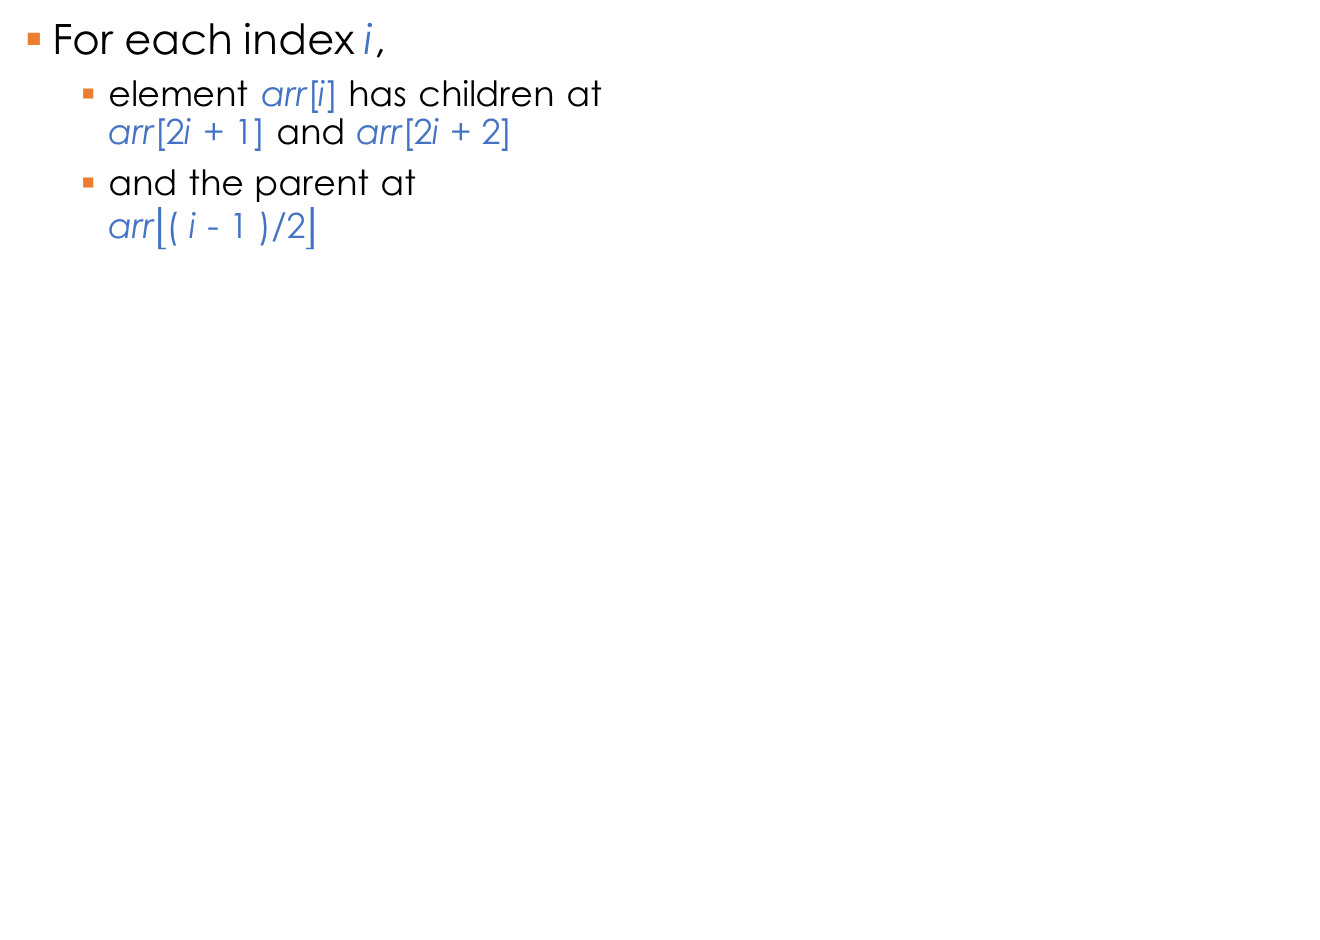 ▪ For each index i,
▪ element arr[i] has children at
arr[2i + 1] and arr[2i + 2]
▪ and the parent at
arr⌊( i - 1 )/2⌋